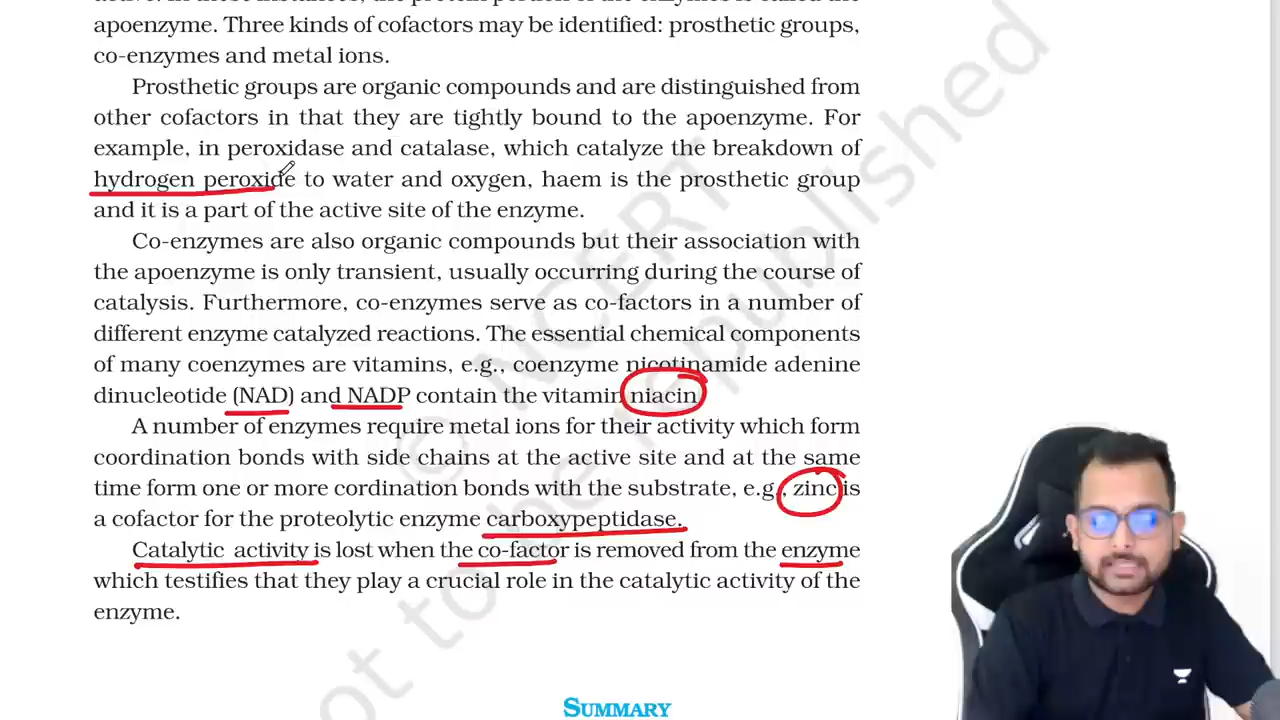 apoenzyme. Three kinds of cofactors may be identified: prosthetic groups,
co-enzymes and metal ions.
Prosthetic groups are organic compounds and are distinguished from
other cofactors in that they are tightly bound to the apoenzyme. For
example, in peroxidase and catalase, which catalyze the breakdown of
hydrogen peroxide to water and oxygen, haem is the prosthetic group
and it is a part of the active site of the enzyme.
Co-enzymes are also organic compounds but their association with
the apoenzyme is only transient, usually occurring during the course of
catalysis. Furthermore, co-enzymes serve as co-factors in a number of
different enzyme catalyzed reactions. The essential chemical components
of many coenzymes are vitamins, e.g., coenzyme nicotinamide adenine
dinucleotide (NAD) and NADP contain the vitamin niacin
A number of enzymes require metal ions for their activity which form
coordination bonds with side chains at the active site and at the same
time form one or more cordination bonds with the substrate, e.g., zinc is
a cofactor for the proteolytic enzyme carboxypeptidase.
Catalytic activity is lost when the co-factor is removed from the enzyme
which testifies that they play a crucial role in the catalytic activity of the
enzyme.
SUMMARY
© NCERT
not to be republished